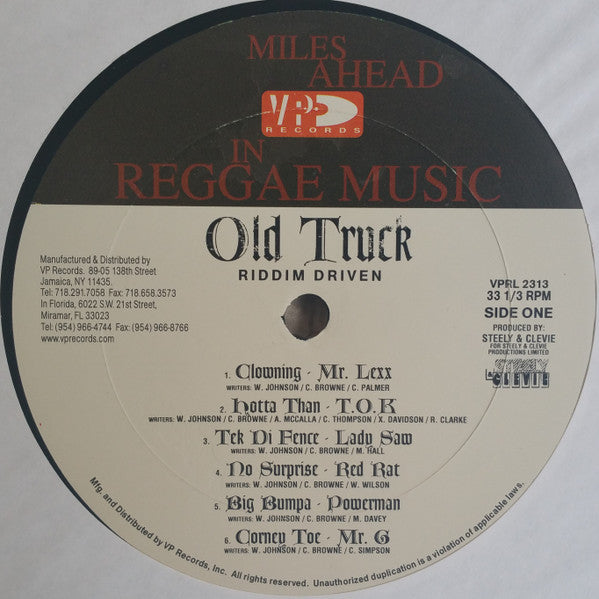 MILES
AHEAD
VP
RECORDS
IN
REGGAE MUSIC
Old Truck
RIDDIM DRIVEN
Manufactured & Distributed by
VP Records. 89-05 138th Street
Jamaica, NY 11435.
Tel: 718.291.7058 Fax: 718.658.3573
In Florida, 6022 S.W. 21st Street,
Miramar, FL 33023
Tel: (954) 966-4744 Fax: (954) 966-8766
www.vprecords.com
VPRL 2313
33 1/3 RPM
SIDE ONE
PRODUCED BY:
STEELY & CLEVIE
FOR STEELY & CLEVIE
PRODUCTIONS LIMITED
STEELY
& CLEVIE
1. Clowning - Mr. Lexx
WRITERS: W. JOHNSON / C. BROWNE / C. PALMER
2. Hotta Than - T.O.K
WRITERS: W. JOHNSON / C. BROWNE / A. MCCALLA / C. THOMPSON / X. DAVIDSON / R. CLARKE
3. Tek Di Fence - Lady Saw
WRITERS: W. JOHNSON / C. BROWNE / M. HALL
4. No Surprise - Red Rat
WRITERS: W. JOHNSON / C. BROWNE / W. WILSON
5. Big Bumpa - Powerman
WRITERS: W. JOHNSON / C. BROWNE / M. DAVEY
6. Corney Toe - Mr. G
WRITERS: W. JOHNSON / C. BROWNE / C. SIMPSON
Mfg. and Distributed by VP Records, Inc. All rights reserved. Unauthorized duplication is a violation of applicable laws.